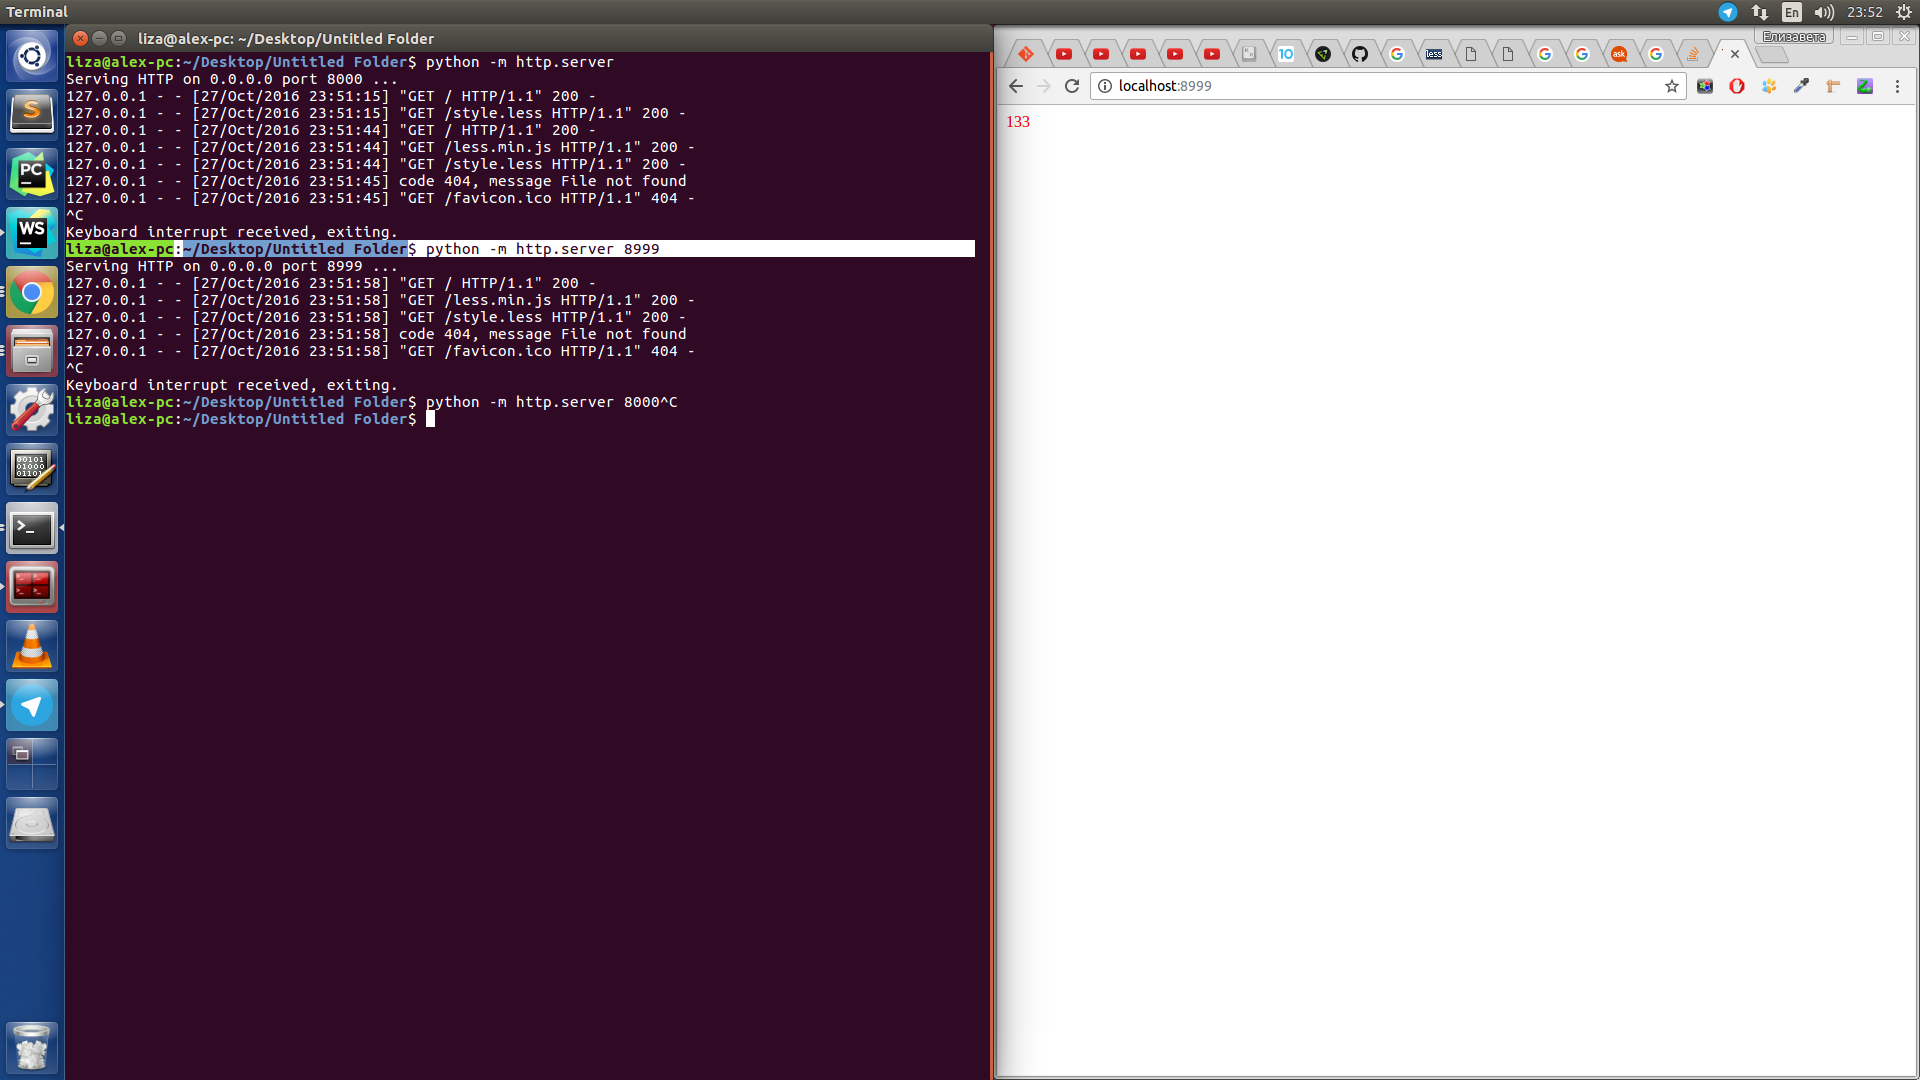 Terminal
En
23:52
liza@alex-pc: ~/Desktop/Untitled Folder
liza@alex-pc:~/Desktop/Untitled Folder$ python -m http.server
Serving HTTP on 0.0.0.0 port 8000 ...
127.0.0.1 - - [27/Oct/2016 23:51:15] "GET / HTTP/1.1" 200 -
127.0.0.1 - - [27/Oct/2016 23:51:15] "GET /style.less HTTP/1.1" 200 -
127.0.0.1 - - [27/Oct/2016 23:51:44] "GET / HTTP/1.1" 200 -
127.0.0.1 - - [27/Oct/2016 23:51:44] "GET /less.min.js HTTP/1.1" 200 -
127.0.0.1 - - [27/Oct/2016 23:51:44] "GET /style.less HTTP/1.1" 200 -
127.0.0.1 - - [27/Oct/2016 23:51:45] code 404, message File not found
127.0.0.1 - - [27/Oct/2016 23:51:45] "GET /favicon.ico HTTP/1.1" 404 -
^C
Keyboard interrupt received, exiting.
liza@alex-pc:~/Desktop/Untitled Folder$ python -m http.server 8999
Serving HTTP on 0.0.0.0 port 8999 ...
127.0.0.1 - - [27/Oct/2016 23:51:58] "GET / HTTP/1.1" 200 -
127.0.0.1 - - [27/Oct/2016 23:51:58] "GET /less.min.js HTTP/1.1" 200 -
127.0.0.1 - - [27/Oct/2016 23:51:58] "GET /style.less HTTP/1.1" 200 -
127.0.0.1 - - [27/Oct/2016 23:51:58] code 404, message File not found
127.0.0.1 - - [27/Oct/2016 23:51:58] "GET /favicon.ico HTTP/1.1" 404 -
^C
Keyboard interrupt received, exiting.
liza@alex-pc:~/Desktop/Untitled Folder$ python -m http.server 8000^C
liza@alex-pc:~/Desktop/Untitled Folder$
S
PC
WS
00101
01000
01101
Елизавета
10
less
ask
localhost:8999
133